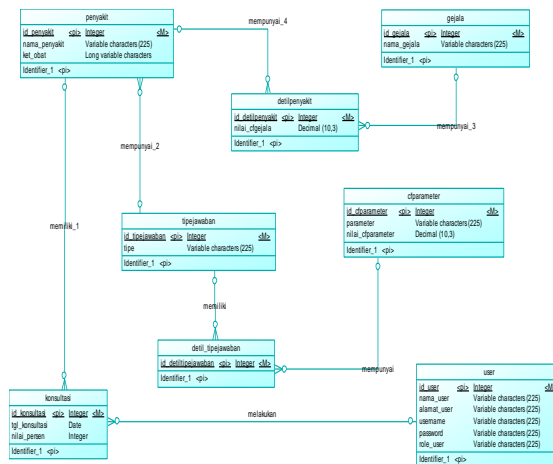 penyakit
id_penyakit <pi> Integer <M>
nama_penyakit Variable characters (225)
ket_obat Long variable characters
Identifier_1 <pi>
mempunyai_4
gejala
id_gejala <pi> Integer <M>
nama_gejala Variable characters (225)
Identifier_1 <pi>
detilpenyakit
id_detilpenyakit <pi> Integer <M>
nilai_cfgejala Decimal (10,3)
Identifier_1 <pi>
mempunyai_3
mempunyai_2
memiliki_1
tipejawaban
id_tipejawaban <pi> Integer <M>
tipe Variable characters (225)
Identifier_1 <pi>
cfparameter
id_cfparameter <pi> Integer <M>
parameter Variable characters (225)
nilai_cfparameter Decimal (10,3)
Identifier_1 <pi>
memiliki
detil_tipejawaban
id_detiltipejawaban <pi> Integer <M>
Identifier_1 <pi>
mempunyai
konsultasi
id_konsultasi <pi> Integer <M>
tgl_konsultasi Date
nilai_persen Integer
Identifier_1 <pi>
melakukan
user
id_user <pi> Integer <M>
nama_user Variable characters (225)
alamat_user Variable characters (225)
username Variable characters (225)
password Variable characters (225)
role_user Variable characters (225)
Identifier_1 <pi>